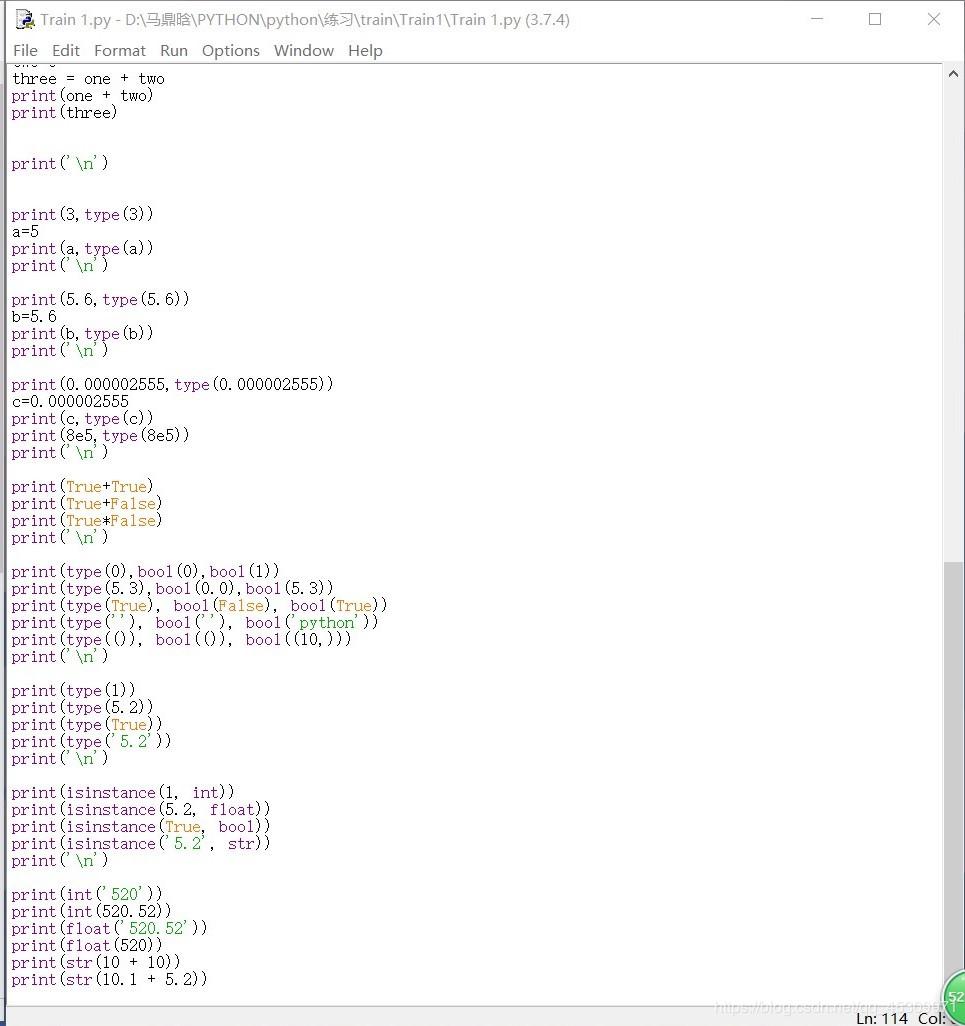 Train 1.py - D:\马鼎晗\PYTHON\python\练习\train\Train1\Train 1.py (3.7.4)
File Edit Format Run Options Window Help
three = one + two
print(one + two)
print(three)
print('\n')
print(3,type(3))
a=5
print(a,type(a))
print('\n')
print(5.6,type(5.6))
b=5.6
print(b,type(b))
print('\n')
print(0.000002555,type(0.000002555))
c=0.000002555
print(c,type(c))
print(8e5,type(8e5))
print('\n')
print(True+True)
print(True+False)
print(True*False)
print('\n')
print(type(0),bool(0),bool(1))
print(type(5.3),bool(0.0),bool(5.3))
print(type(True), bool(False), bool(True))
print(type(''), bool(''), bool('python'))
print(type(()), bool(()), bool((10,)))
print('\n')
print(type(1))
print(type(5.2))
print(type(True))
print(type('5.2'))
print('\n')
print(isinstance(1, int))
print(isinstance(5.2, float))
print(isinstance(True, bool))
print(isinstance('5.2', str))
print('\n')
print(int('520'))
print(int(520.52))
print(float('520.52'))
print(float(520))
print(str(10 + 10))
print(str(10.1 + 5.2))
52
Ln: 114 Col: